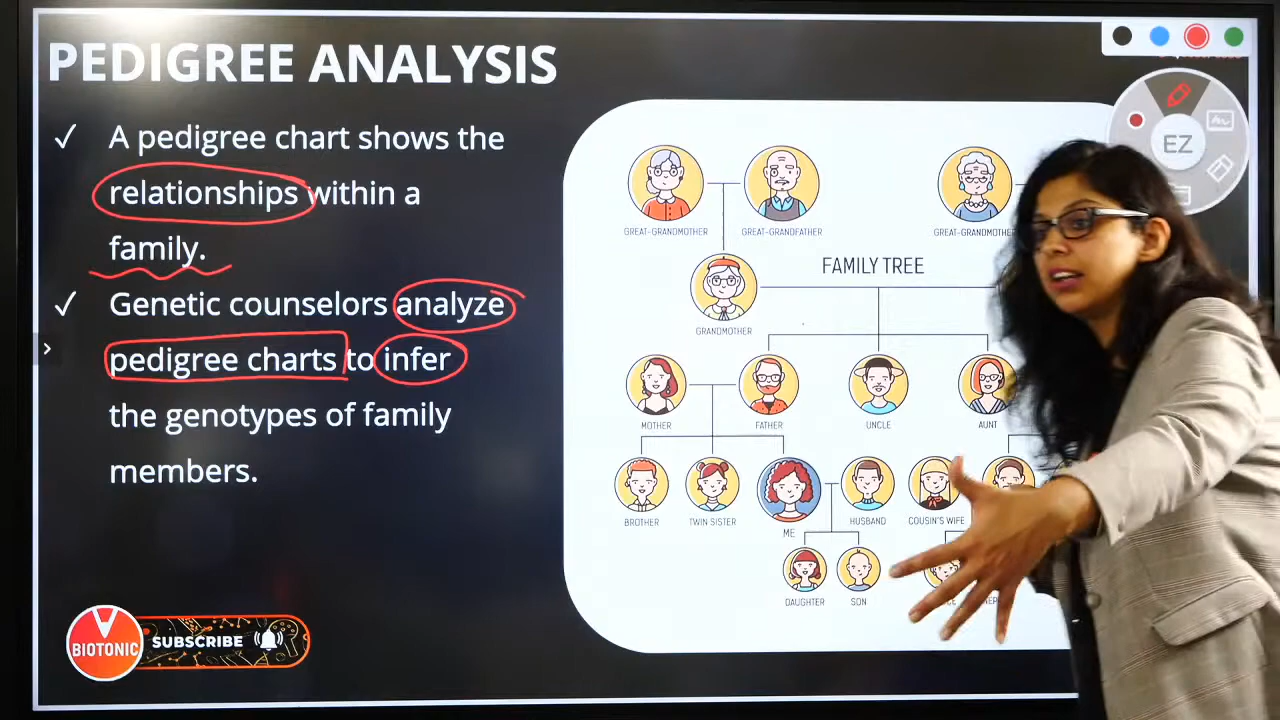 PEDIGREE ANALYSIS
✓ A pedigree chart shows the
relationships within a
family.
✓ Genetic counselors analyze
pedigree charts to infer
the genotypes of family
members.
EZ
GREAT-GRANDMOTHER
GREAT-GRANDFATHER
GREAT-GRANDMOTHER
FAMILY TREE
GRANDMOTHER
MOTHER
FATHER
UNCLE
AUNT
BROTHER
TWIN SISTER
ME
HUSBAND
COUSIN'S WIFE
DAUGHTER
SON
V
BIOTONIC
SUBSCRIBE